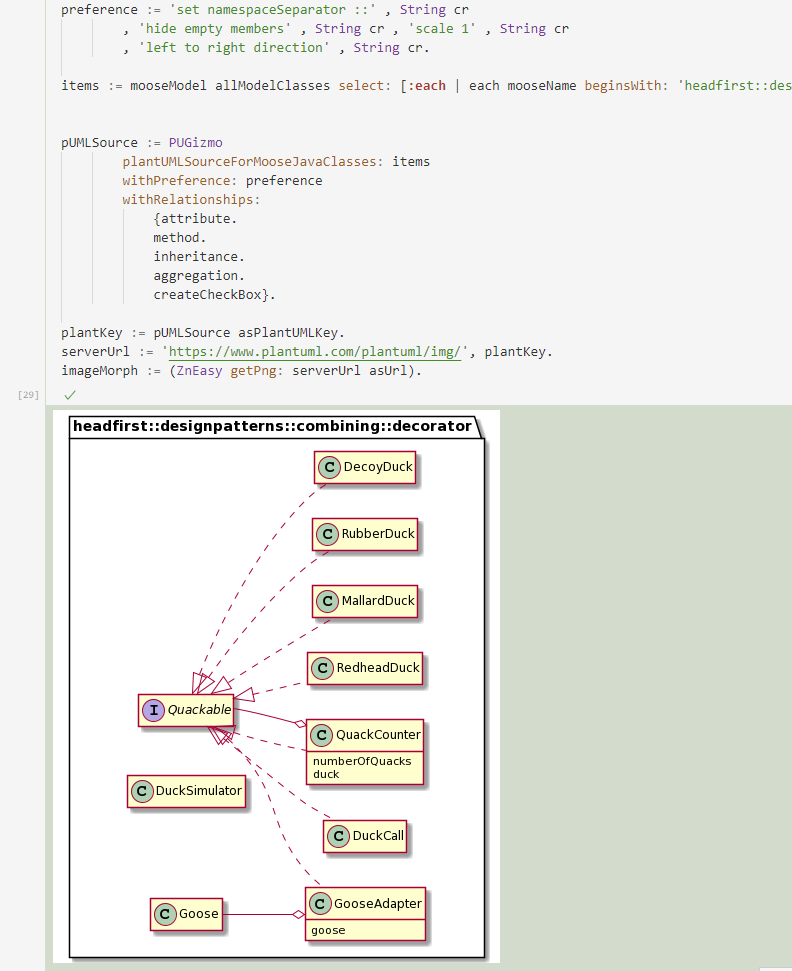 preference := 'set namespaceSeparator ::' , String cr
, 'hide empty members' , String cr , 'scale 1' , String cr
, 'left to right direction' , String cr.
items := mooseModel allModelClasses select: [:each | each mooseName beginsWith: 'headfirst::des
pUMLSource := PUGizmo
plantUMLSourceForMooseJavaClasses: items
withPreference: preference
withRelationships:
{attribute.
method.
inheritance.
aggregation.
createCheckBox}.
plantKey := pUMLSource asPlantUMLKey.
serverUrl := 'https://www.plantuml.com/plantuml/img/', plantKey.
imageMorph := (ZnEasy getPng: serverUrl asUrl).
[29]
headfirst::designpatterns::combining::decorator
C DecoyDuck
C RubberDuck
C MallardDuck
C RedheadDuck
I Quackable
C QuackCounter
numberOfQuacks
duck
C DuckSimulator
C DuckCall
C Goose
C GooseAdapter
goose